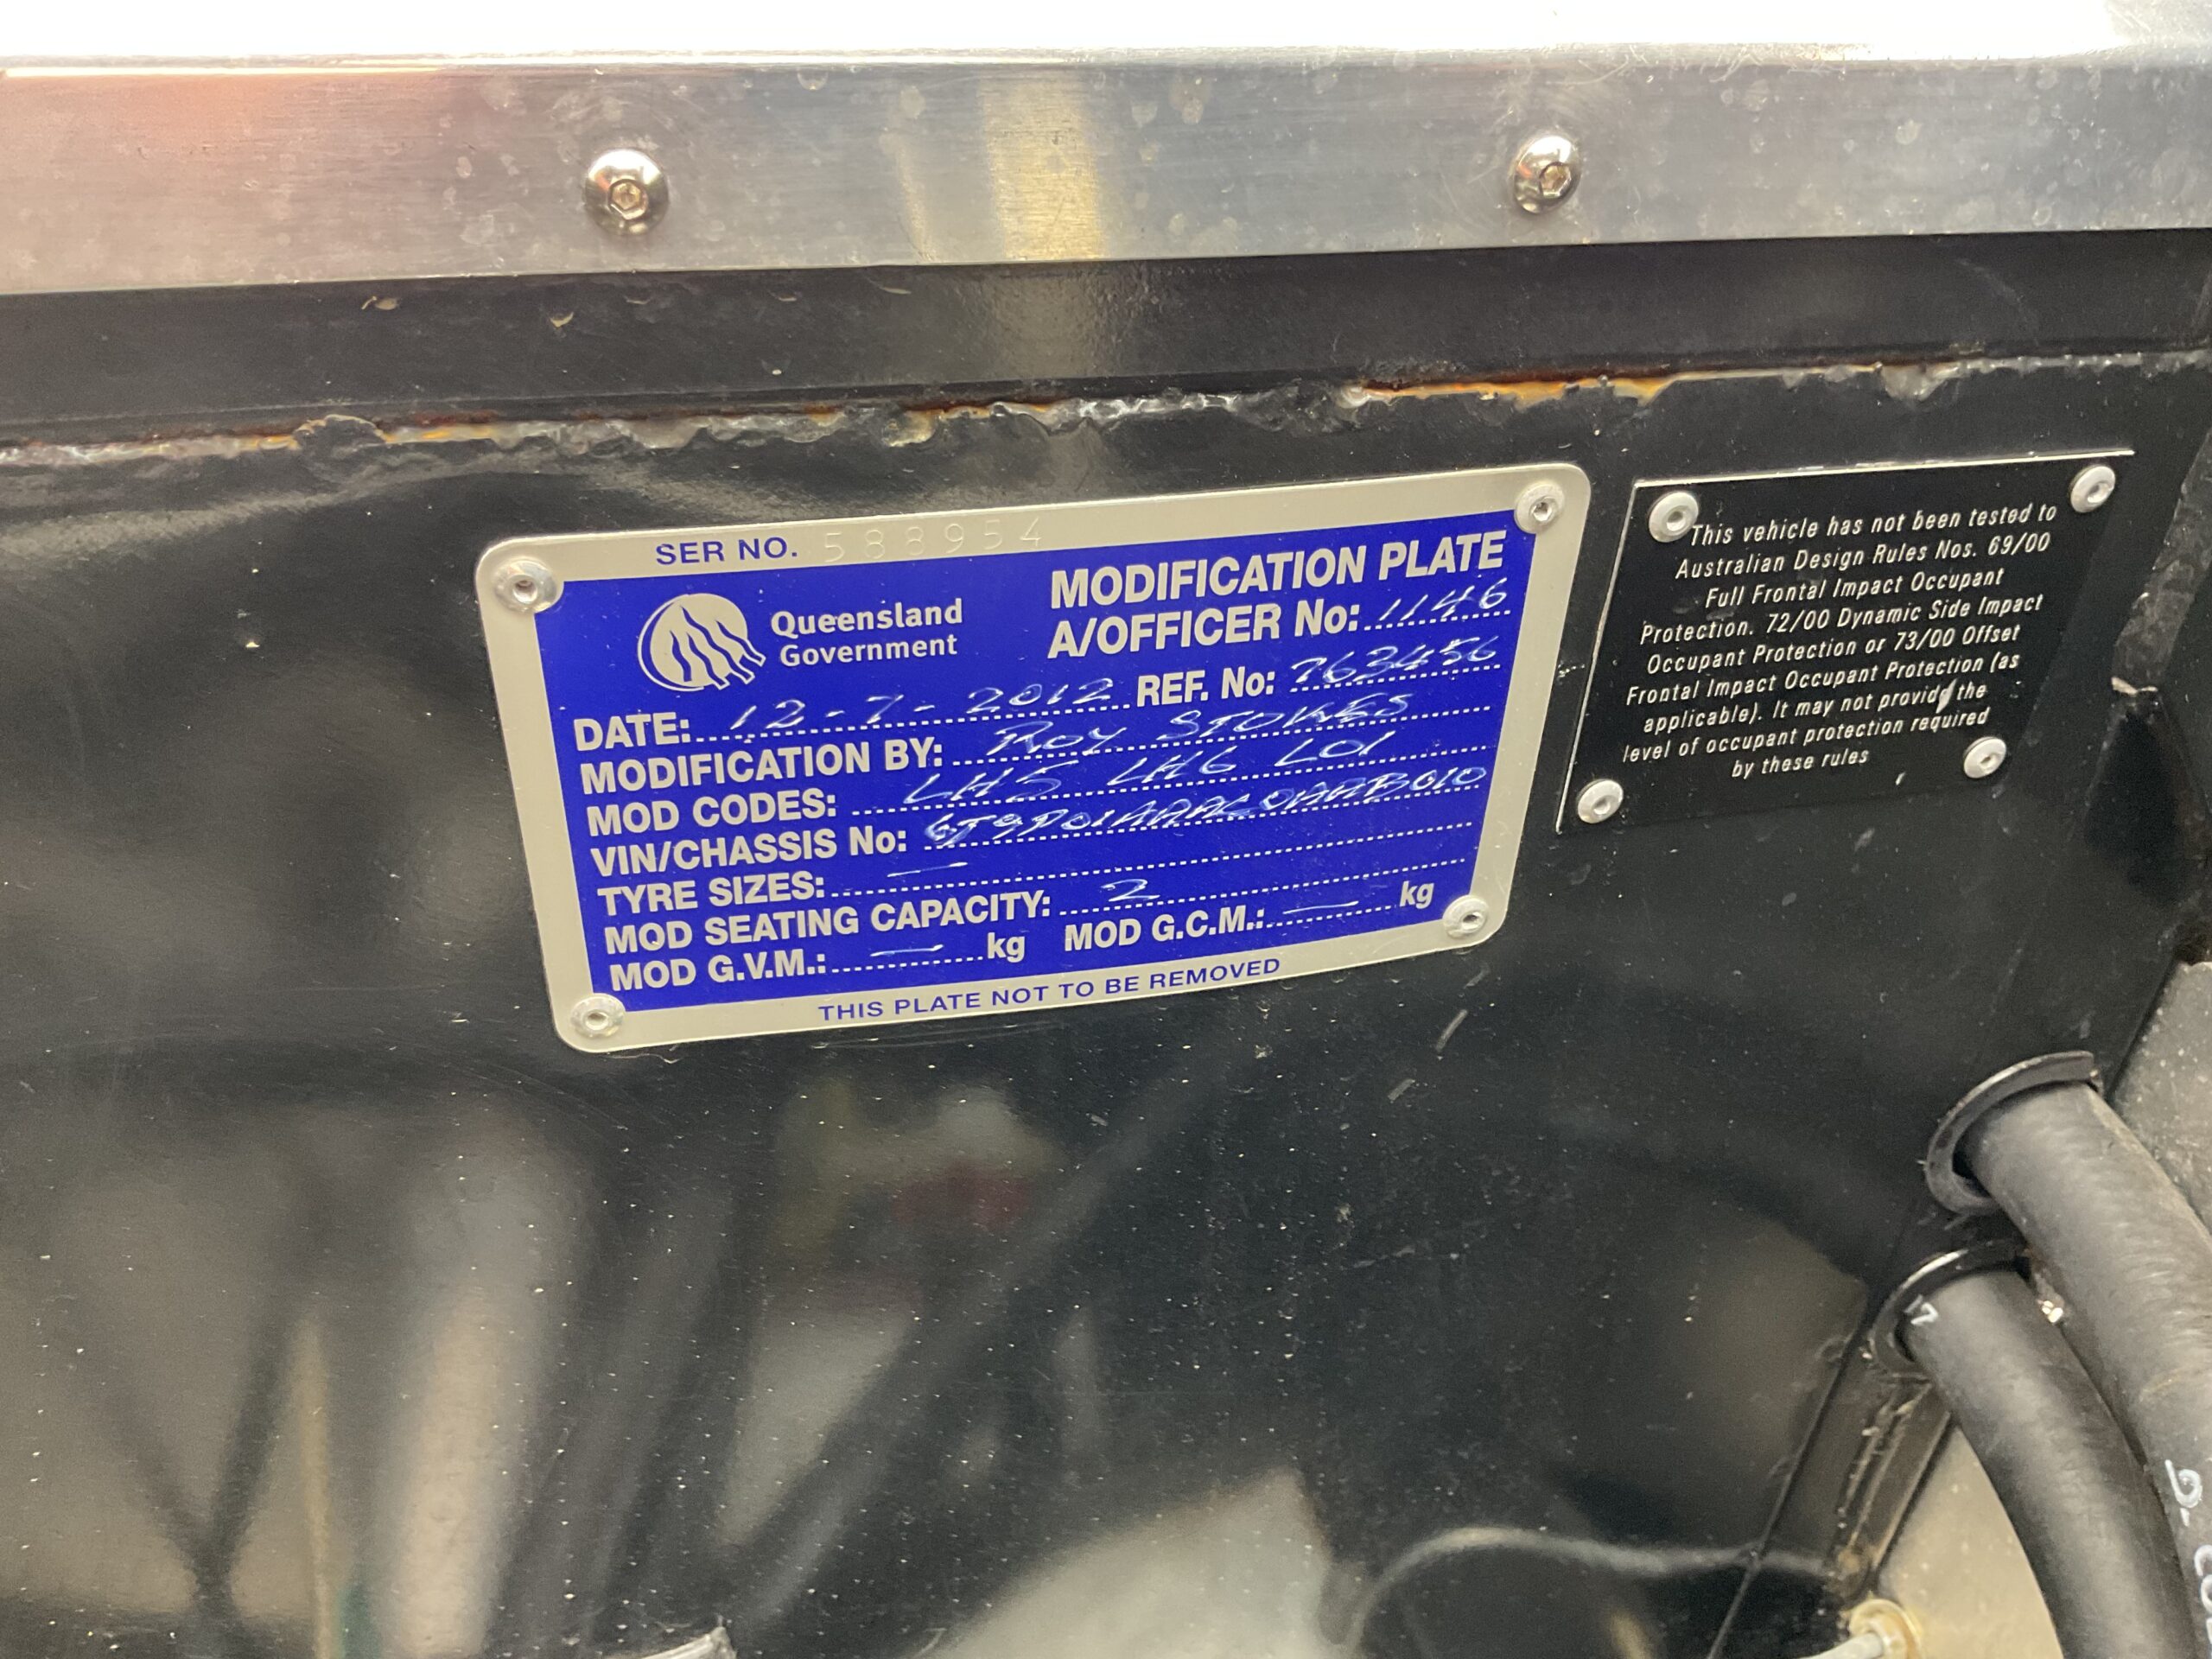 SER NO. 588954
Queensland
Government
MODIFICATION PLATE
A/OFFICER No: 1146
DATE: 12-7-2012 REF. No: 763456
MODIFICATION BY: ROY STOKES
MOD CODES: LH5 LH6 LO1
VIN/CHASSIS No:
TYRE SIZES: —
MOD SEATING CAPACITY: 2
MOD G.V.M.: — kg MOD G.C.M.: — kg
THIS PLATE NOT TO BE REMOVED
This vehicle has not been tested to
Australian Design Rules Nos. 69/00
Full Frontal Impact Occupant
Protection. 72/00 Dynamic Side Impact
Occupant Protection or 73/00 Offset
Frontal Impact Occupant Protection (as
applicable). It may not provide the
level of occupant protection required
by these rules